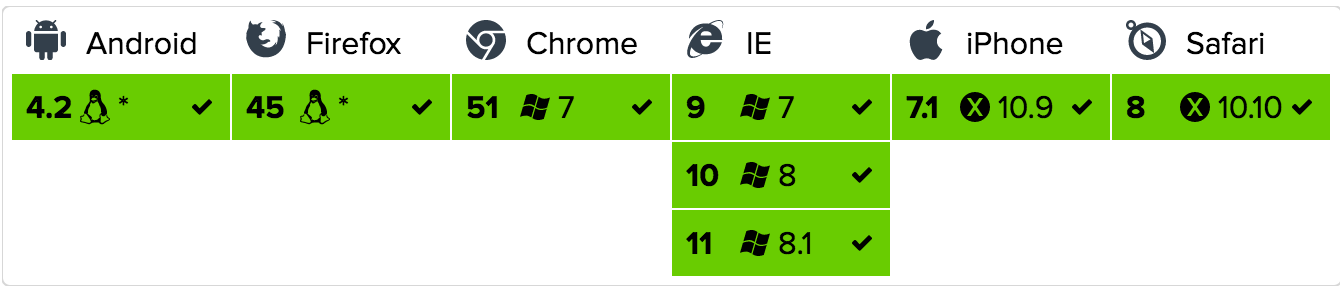 Android Firefox Chrome IE iPhone Safari
4.2 * 45 * 51 7 9 7 7.1 10.9 8 10.10
10 8
11 8.1